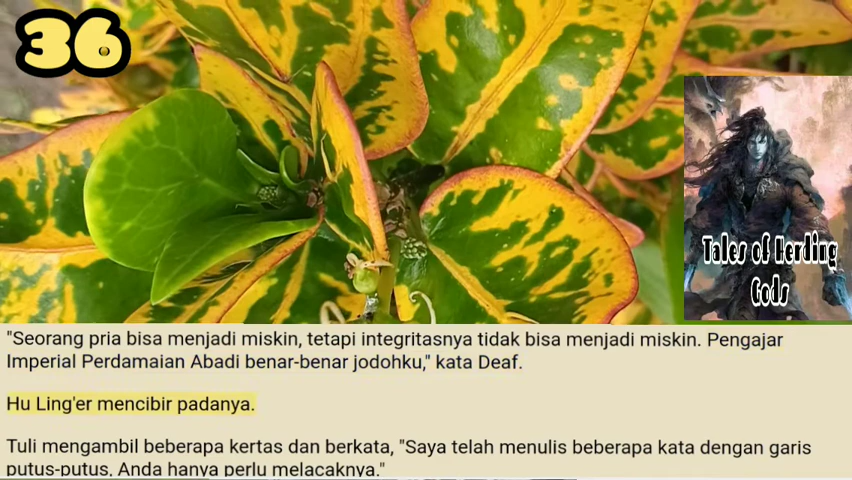 36
Tales of Herding
Gods
"Seorang pria bisa menjadi miskin, tetapi integritasnya tidak bisa menjadi miskin. Pengajar
Imperial Perdamaian Abadi benar-benar jodohku," kata Deaf.
Hu Ling'er mencibir padanya.
Tuli mengambil beberapa kertas dan berkata, "Saya telah menulis beberapa kata dengan garis
putus-putus. Anda hanya perlu melacaknya."